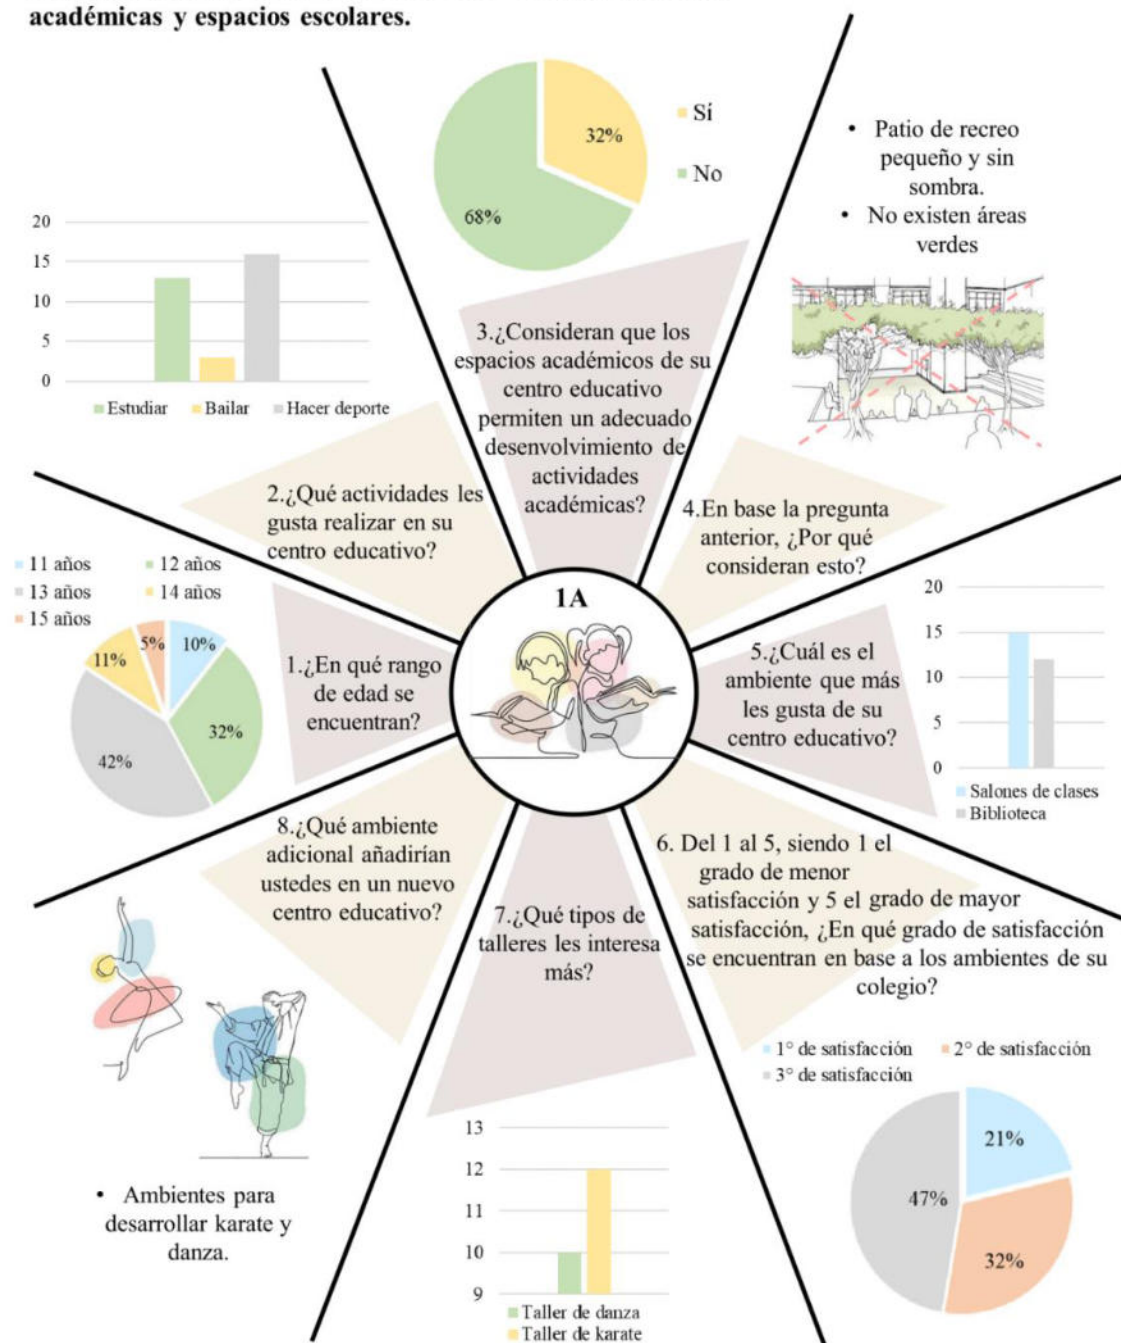 académicas y espacios escolares.
Sí
No
32%
68%
• Patio de recreo
pequeño y sin
sombra.
• No existen áreas
verdes
20
15
10
5
0
Estudiar
Bailar
Hacer deporte
3.¿Consideran que los
espacios académicos de su
centro educativo
permiten un adecuado
desenvolvimiento de
actividades
académicas?
2.¿Qué actividades les
gusta realizar en su
centro educativo?
4.En base la pregunta
anterior, ¿Por qué
consideran esto?
1A
11 años
12 años
13 años
14 años
15 años
5%
10%
11%
32%
42%
1.¿En qué rango
de edad se
encuentran?
5.¿Cuál es el
ambiente que más
les gusta de su
centro educativo?
20
15
10
5
0
Salones de clases
Biblioteca
8.¿Qué ambiente
adicional añadirían
ustedes en un nuevo
centro educativo?
7.¿Qué tipos de
talleres les interesa
más?
6. Del 1 al 5, siendo 1 el
grado de menor
satisfacción y 5 el grado de mayor
satisfacción, ¿En qué grado de satisfacción
se encuentran en base a los ambientes de su
colegio?
1° de satisfacción
2° de satisfacción
3° de satisfacción
21%
47%
32%
• Ambientes para
desarrollar karate y
danza.
13
12
11
10
9
Taller de danza
Taller de karate